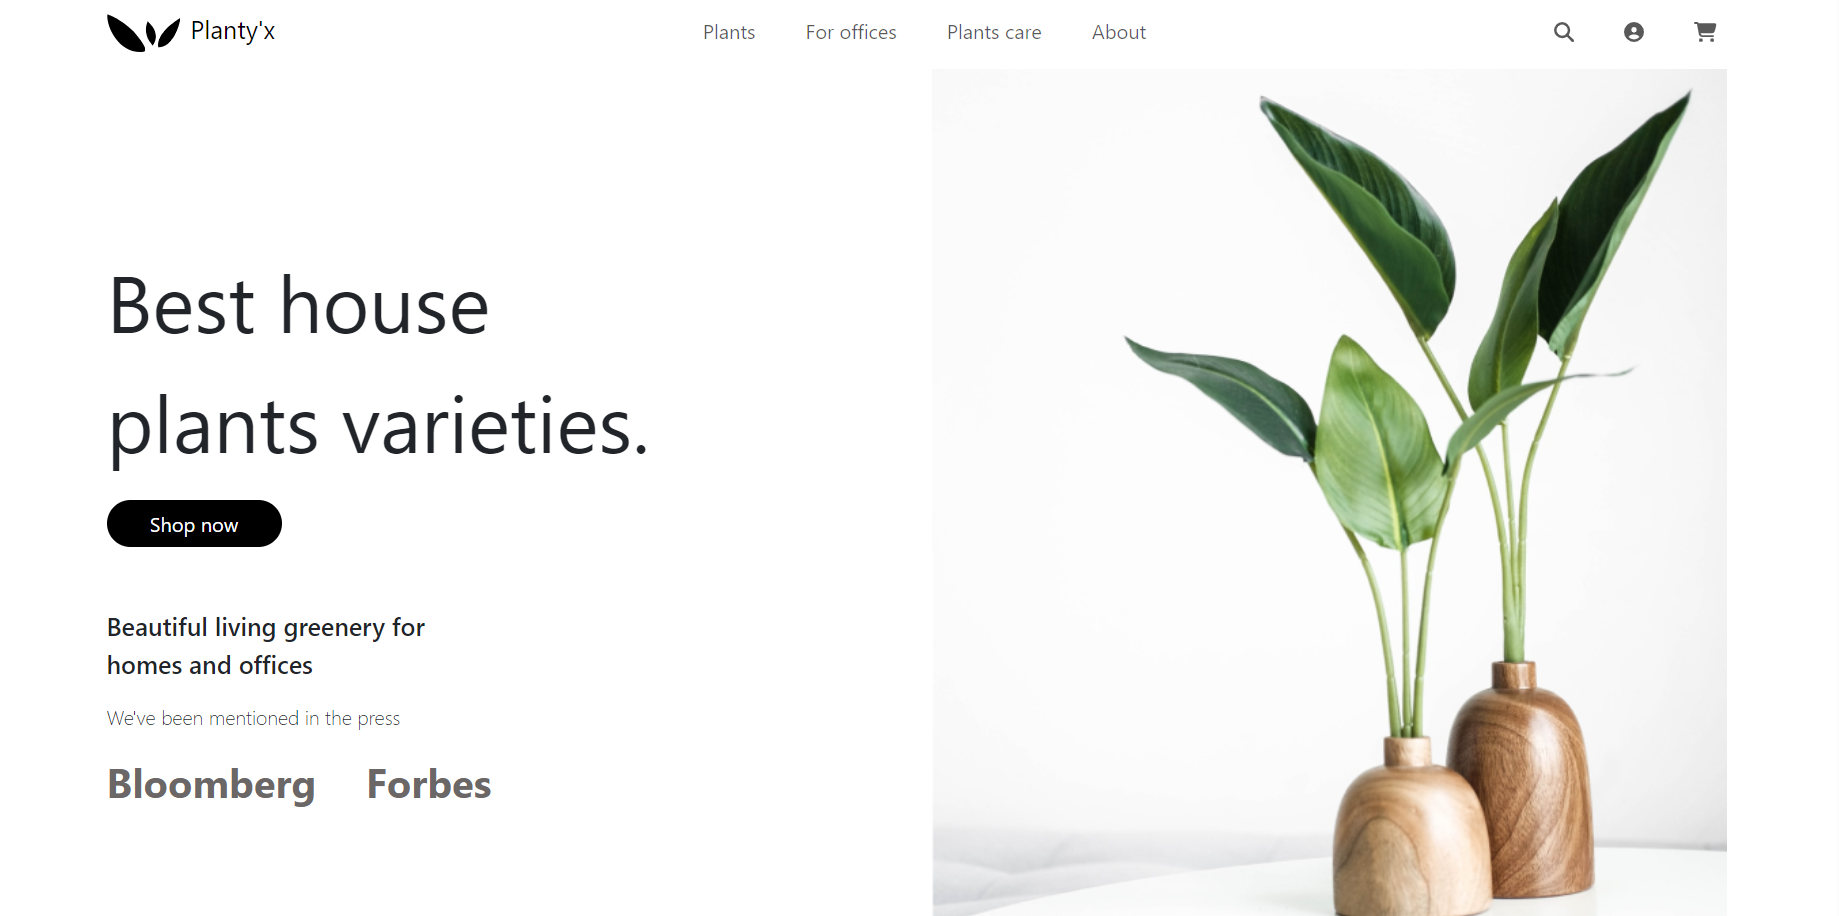 Planty'x
Plants
For offices
Plants care
About
Best house
plants varieties.
Shop now
Beautiful living greenery for
homes and offices
We've been mentioned in the press
Bloomberg
Forbes